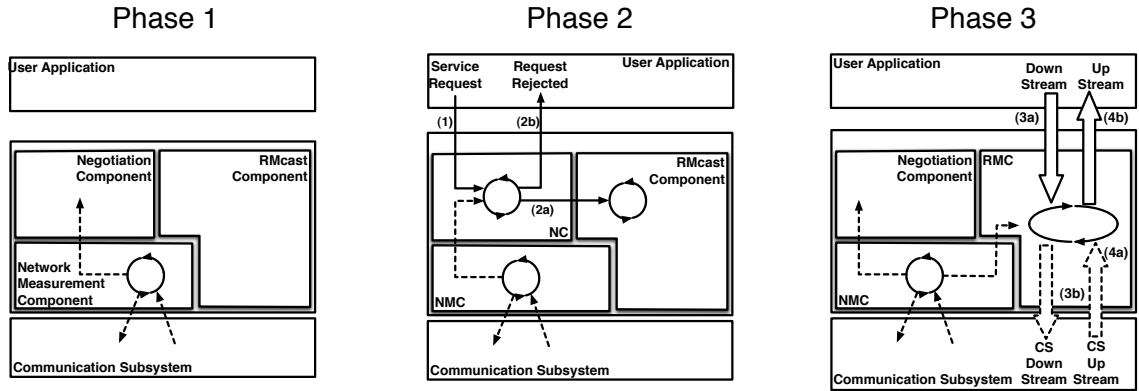 Phase 1
User Application
Negotiation
Component
RMcast
Component
Network
Measurement
Component
Communication Subsystem
Phase 2
Service
Request
Request
Rejected
User Application
(1)
(2b)
RMcast
Component
(2a)
NC
NMC
Communication Subsystem
Phase 3
User Application
Down
Stream
Up
Stream
(3a)
(4b)
Negotiation
Component
RMC
(4a)
(3b)
NMC
Communication Subsystem
CS
Down
Stream
CS
Up
Stream